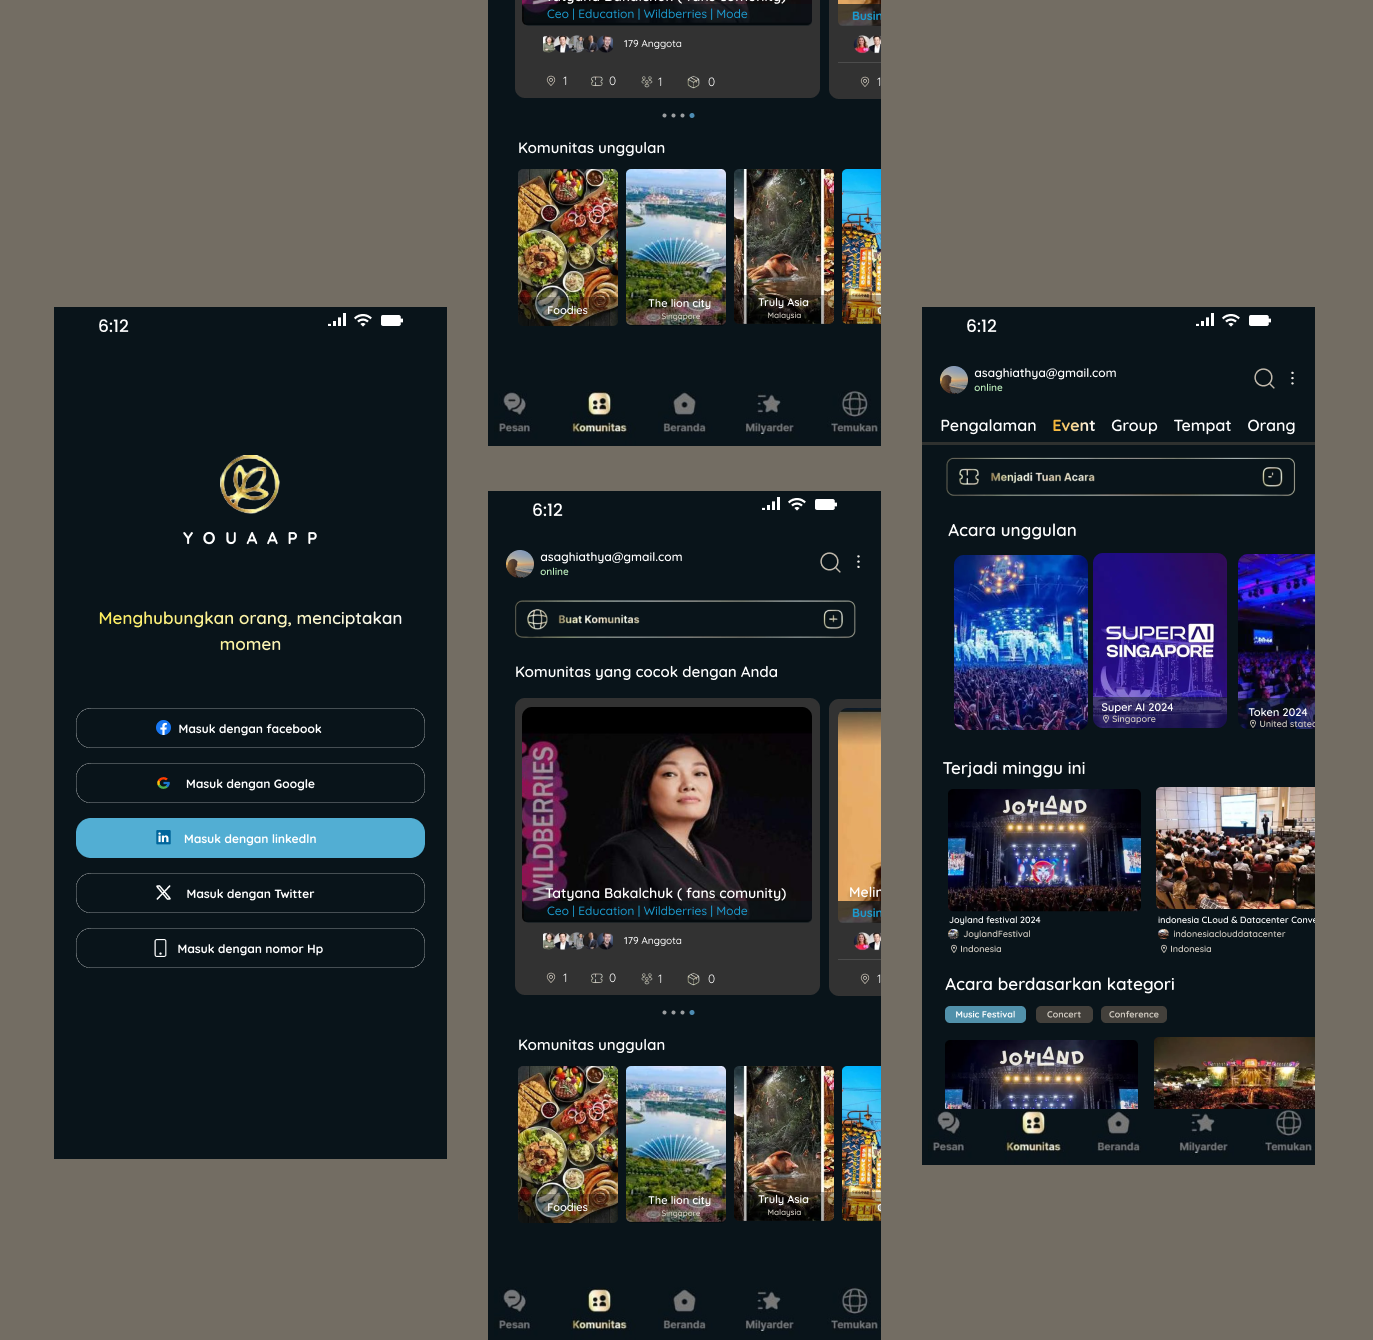 6:12
YOUAAPP
Menghubungkan orang, menciptakan
momen
Masuk dengan facebook
Masuk dengan Google
in Masuk dengan linkedIn
Masuk dengan Twitter
Masuk dengan nomor Hp
Tatyana Bakalchuk ( fans comunity)
Ceo | Education | Wildberries | Mode
Busin
179 Anggota
1 0 1 0
1
Komunitas unggulan
Foodies
The lion city
Singapore
Truly Asia
Malaysia
Pesan Komunitas Beranda Milyarder Temukan
6:12
asaghiathya@gmail.com
online
Buat Komunitas
Komunitas yang cocok dengan Anda
WILDBERRIES
Tatyana Bakalchuk ( fans comunity)
Ceo | Education | Wildberries | Mode
Melin
Busin
179 Anggota
1 0 1 0
1
Komunitas unggulan
Foodies
The lion city
Singapore
Truly Asia
Malaysia
Pesan Komunitas Beranda Milyarder Temukan
6:12
asaghiathya@gmail.com
online
Pengalaman Event Group Tempat Orang
Menjadi Tuan Acara
Acara unggulan
SUPER AI
SINGAPORE
Super AI 2024
Singapore
Token 2024
United stated
Terjadi minggu ini
JOYLAND
Joyland festival 2024
JoylandFestival
Indonesia
indonesia CLoud & Datacenter Conve
indonesiaclouddatacenter
Indonesia
Acara berdasarkan kategori
Music Festival Concert Conference
JOYLAND
Pesan Komunitas Beranda Milyarder Temukan